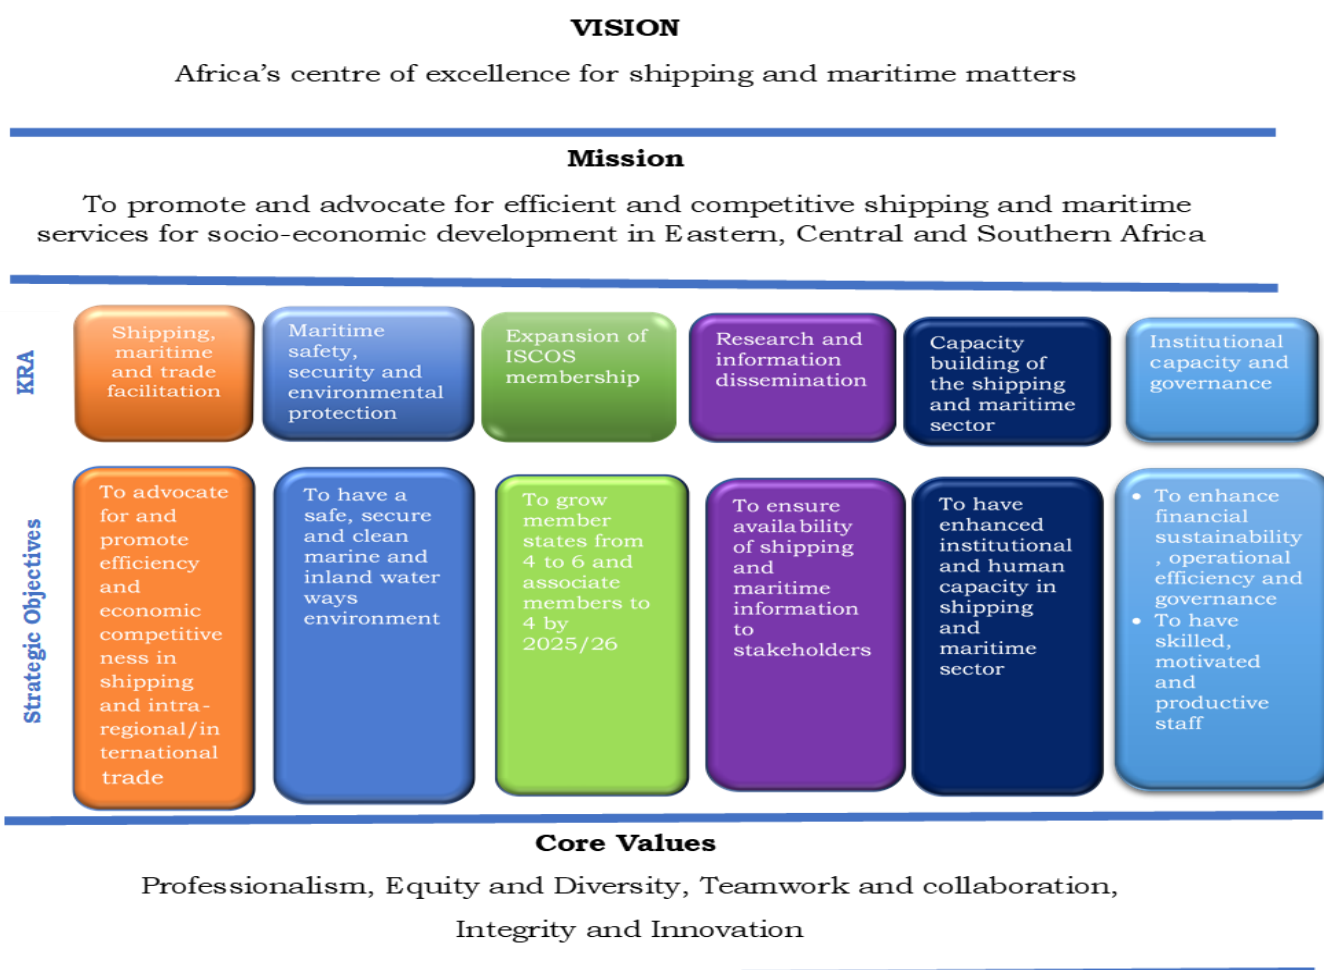 VISION
Africa’s centre of excellence for shipping and maritime matters
Mission
To promote and advocate for efficient and competitive shipping and maritime
services for socio-economic development in Eastern, Central and Southern Africa
KRA
Shipping,
maritime
and trade
facilitation
Maritime
safety,
security and
environmental
protection
Expansion of
ISCOS
membership
Research and
information
dissemination
Capacity
building of
the shipping
and maritime
sector
Institutional
capacity and
governance
Strategic Objectives
To advocate
for and
promote
efficiency
and
economic
competitive
ness in
shipping
and intra-
regional/in
ternational
trade
To have a
safe, secure
and clean
marine and
inland water
ways
environment
To grow
member
states from
4 to 6 and
associate
members to
4 by
2025/26
To ensure
availability
of shipping
and
maritime
information
to
stakeholders
To have
enhanced
institutional
and human
capacity in
shipping
and
maritime
sector
• To enhance
financial
sustainability
, operational
efficiency and
governance
• To have
skilled,
motivated
and
productive
staff
Core Values
Professionalism, Equity and Diversity, Teamwork and collaboration,
Integrity and Innovation